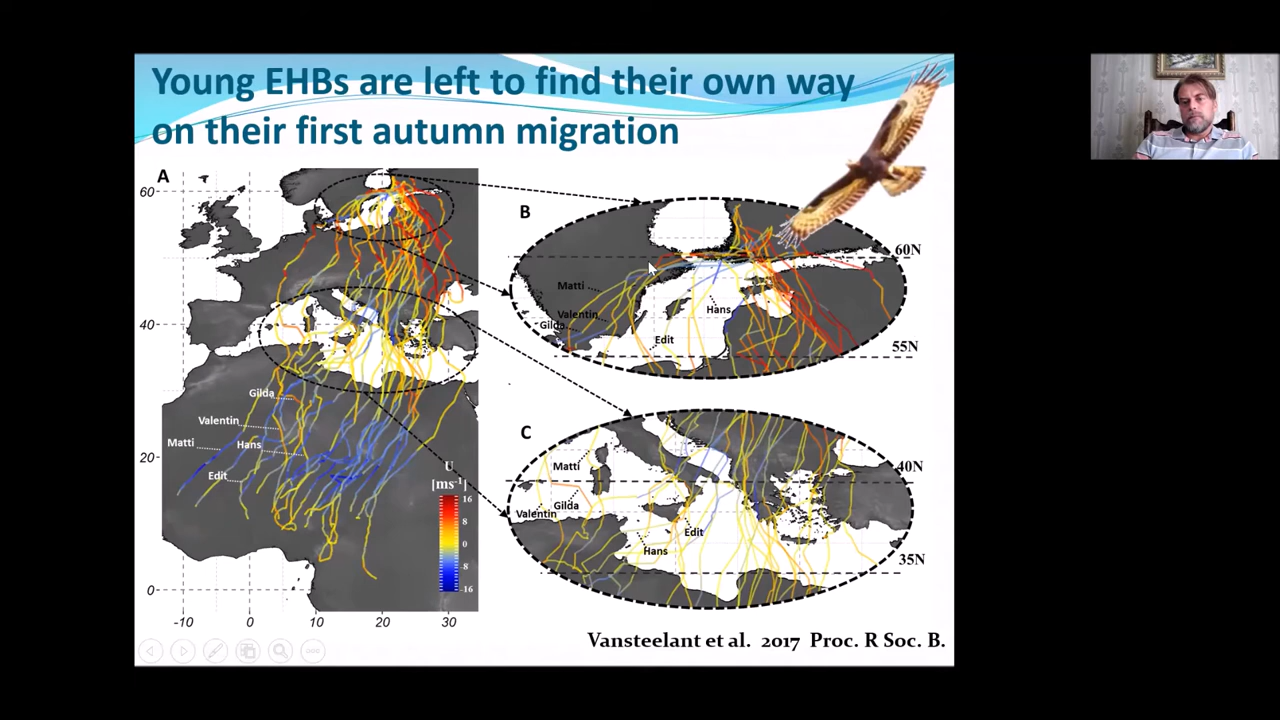 Young EHBs are left to find their own way
on their first autumn migration
A
60
40
20
0
-10
0
10
20
30
Gilda
Valentin
Matti
Hans
Edit
U
[ms-1]
16
8
0
-8
-16
B
60N
55N
Matti
Valentin
Gilda
Hans
Edit
C
40N
35N
Matti
Gilda
Valentin
Edit
Hans
Vansteelant et al. 2017 Proc. R Soc. B.